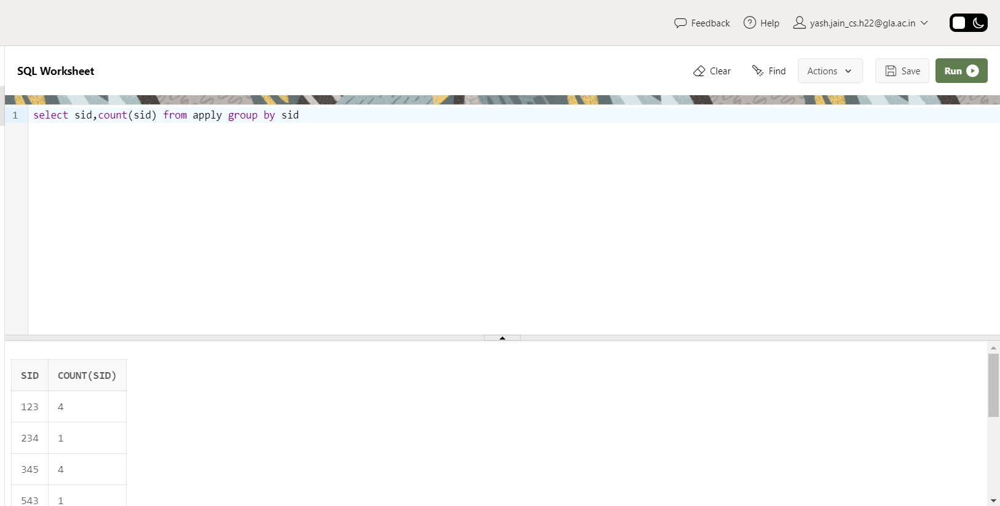 Feedback Help yash.jain_cs.h22@gla.ac.in
SQL Worksheet Clear Find Actions Save Run
1 select sid,count(sid) from apply group by sid
SID COUNT(SID)
123 4
234 1
345 4
543 1